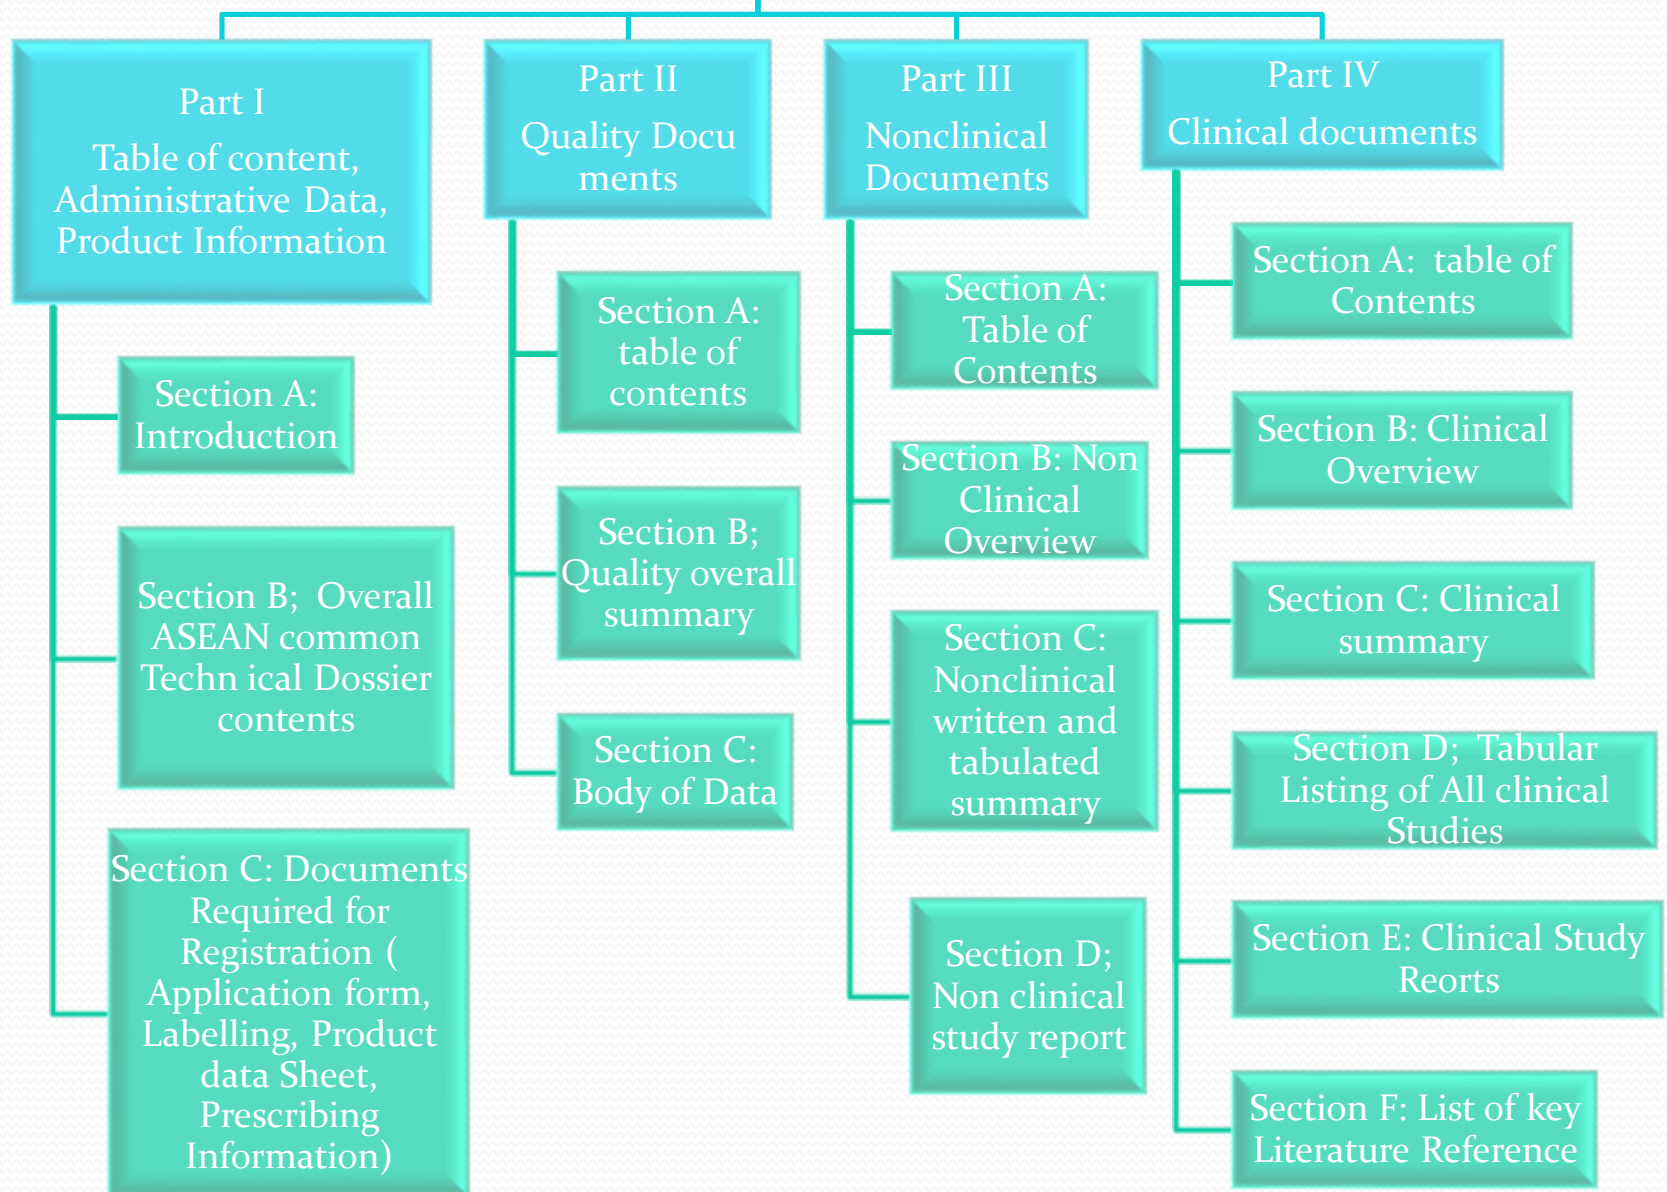 Part I
Table of content,
Administrative Data,
Product Information
Section A:
Introduction
Section B;  Overall
ASEAN common
Techn ical Dossier
contents
Section C: Documents
Required for
Registration (
Application form,
Labelling, Product
data Sheet,
Prescribing
Information)
Part II
Quality Docu
ments
Section A:
table of
contents
Section B;
Quality overall
summary
Section C:
Body of Data
Part III
Nonclinical
Documents
Section A:
Table of
Contents
Section B: Non
Clinical
Overview
Section C:
Nonclinical
written and
tabulated
summary
Section D;
Non clinical
study report
Part IV
Clinical documents
Section A:  table of
Contents
Section B: Clinical
Overview
Section C: Clinical
summary
Section D;  Tabular
Listing of All clinical
Studies
Section E: Clinical Study
Reorts
Section F: List of key
Literature Reference